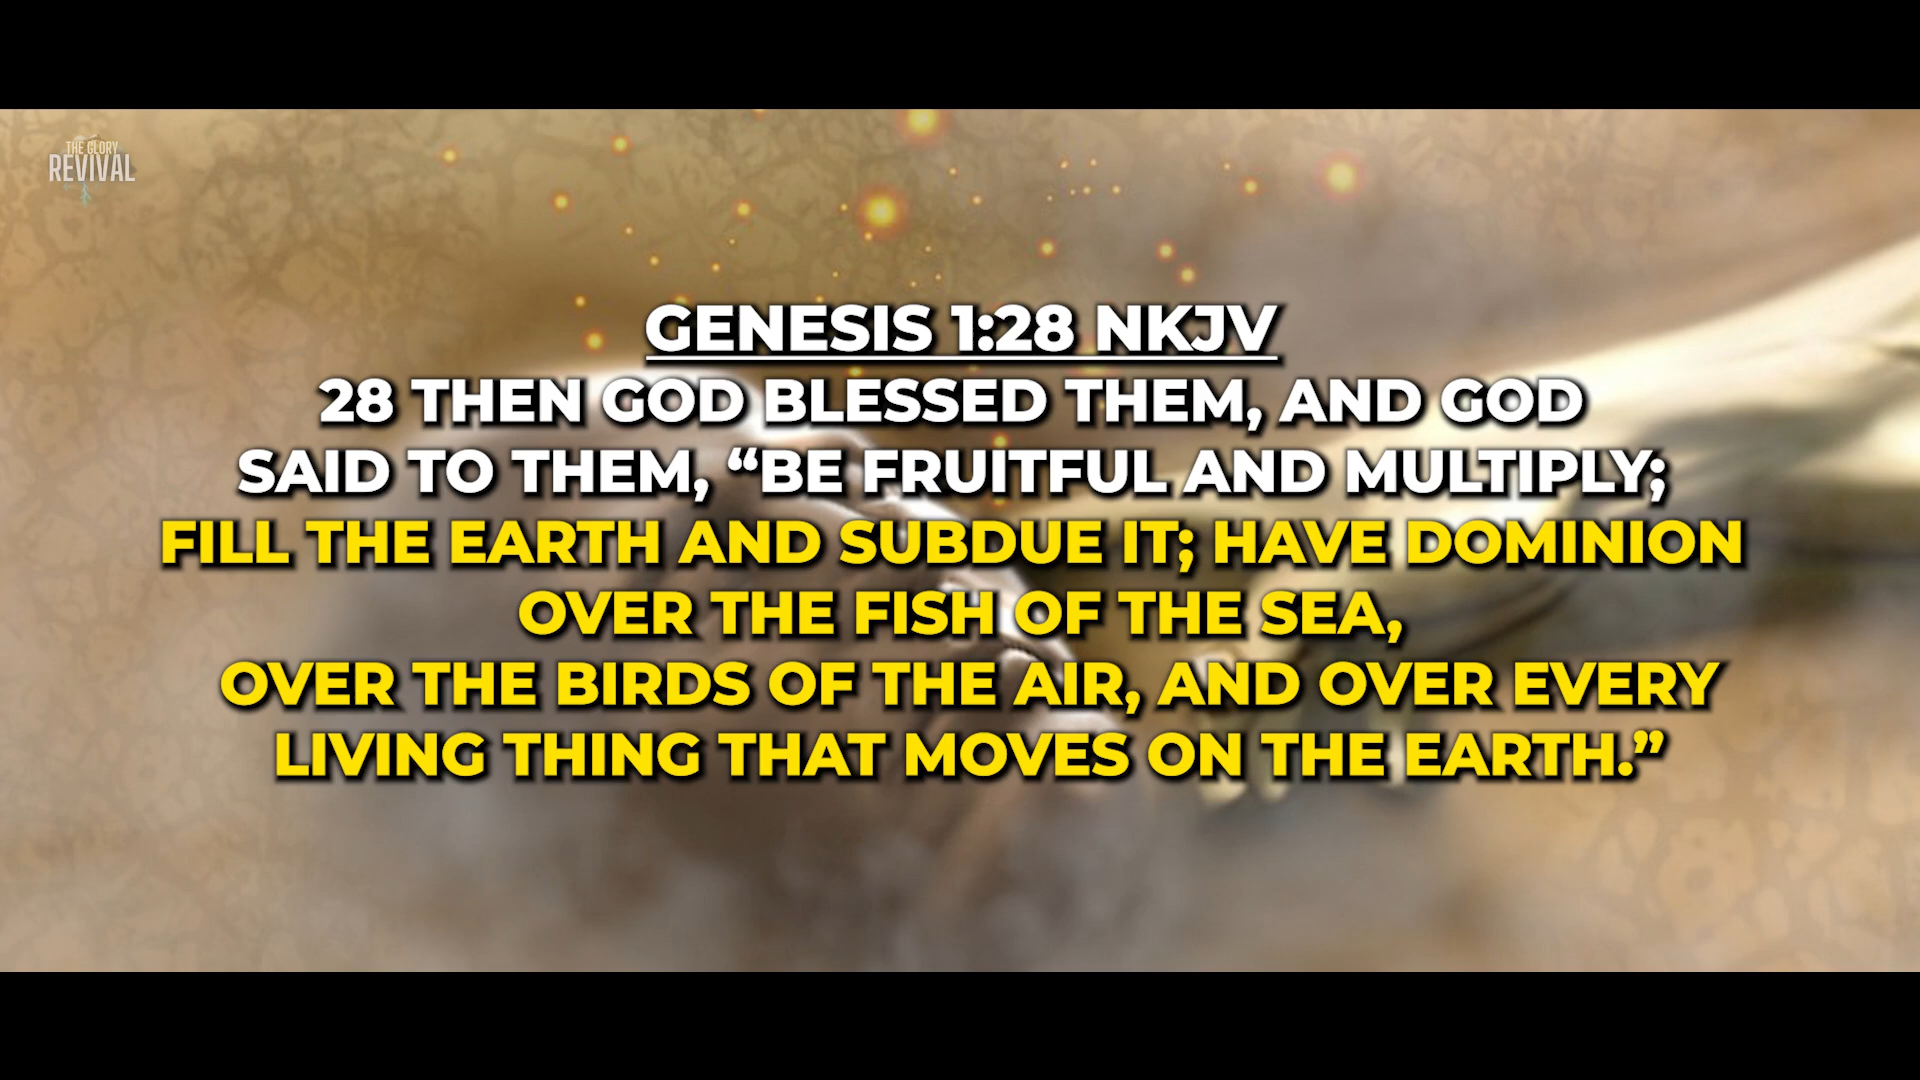 THE GLORY
REVIVAL
GENESIS 1:28 NKJV
28 THEN GOD BLESSED THEM, AND GOD
SAID TO THEM, “BE FRUITFUL AND MULTIPLY;
FILL THE EARTH AND SUBDUE IT; HAVE DOMINION
OVER THE FISH OF THE SEA,
OVER THE BIRDS OF THE AIR, AND OVER EVERY
LIVING THING THAT MOVES ON THE EARTH.”